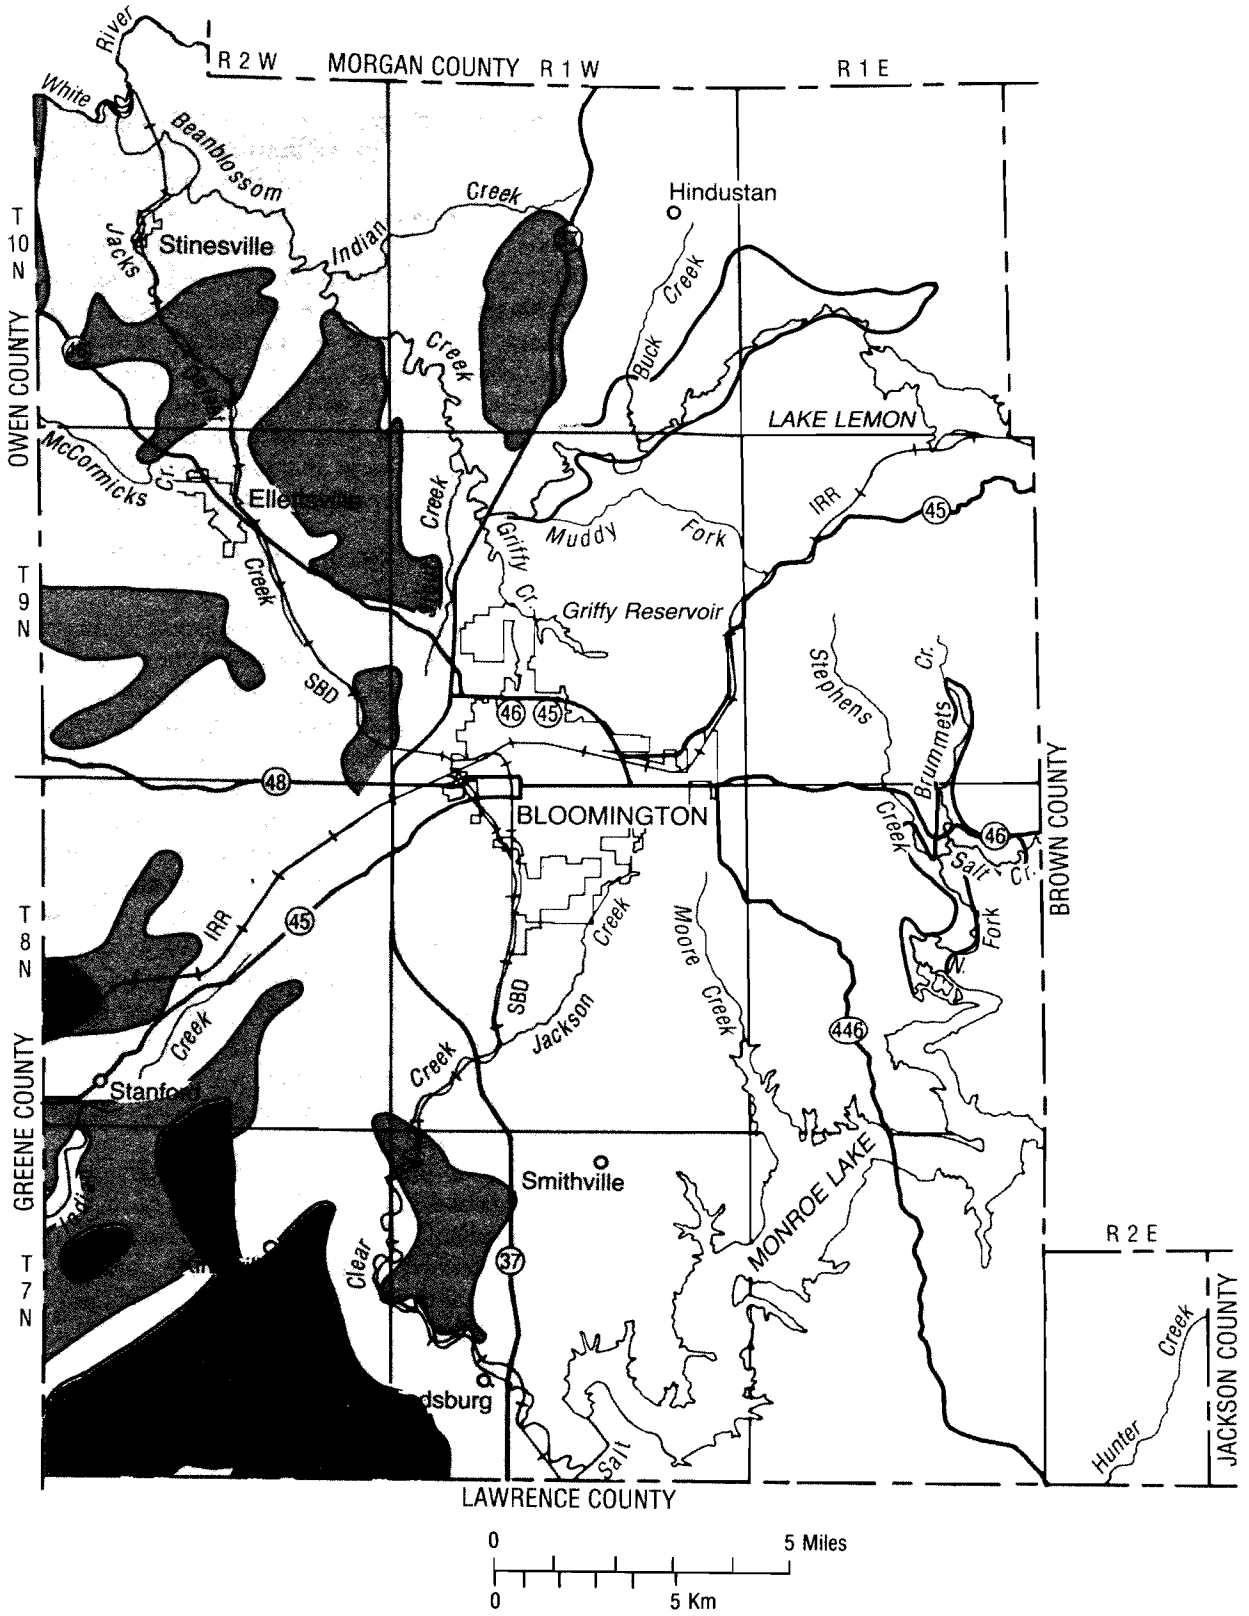 River
R 2 W
MORGAN COUNTY
R 1 W
R 1 E
White
Beanblossom
Creek
Hindustan
T
10
N
Jacks
Stinesville
Indian
Creek
OWEN COUNTY
Creek
Buck
LAKE LEMON
McCormicks
Cr.
Ellettsville
Creek
IRR
45
Griffy
Muddy
Fork
T
9
N
Creek
Cr.
Griffy Reservoir
SBD
Stephens
Cr.
Brummets
46
45
48
BLOOMINGTON
Creek
46
Salt
Cr.
BROWN COUNTY
T
8
N
IRR
45
Creek
Moore
Fork
N.
SBD
Jackson
Creek
446
Creek
Creek
Stanford
GREENE COUNTY
Indian
Smithville
MONROE LAKE
T
7
N
Clear
37
R 2 E
Creek
JACKSON COUNTY
dsburg
Salt
Hunter
LAWRENCE COUNTY
0
5 Miles
0
5 Km